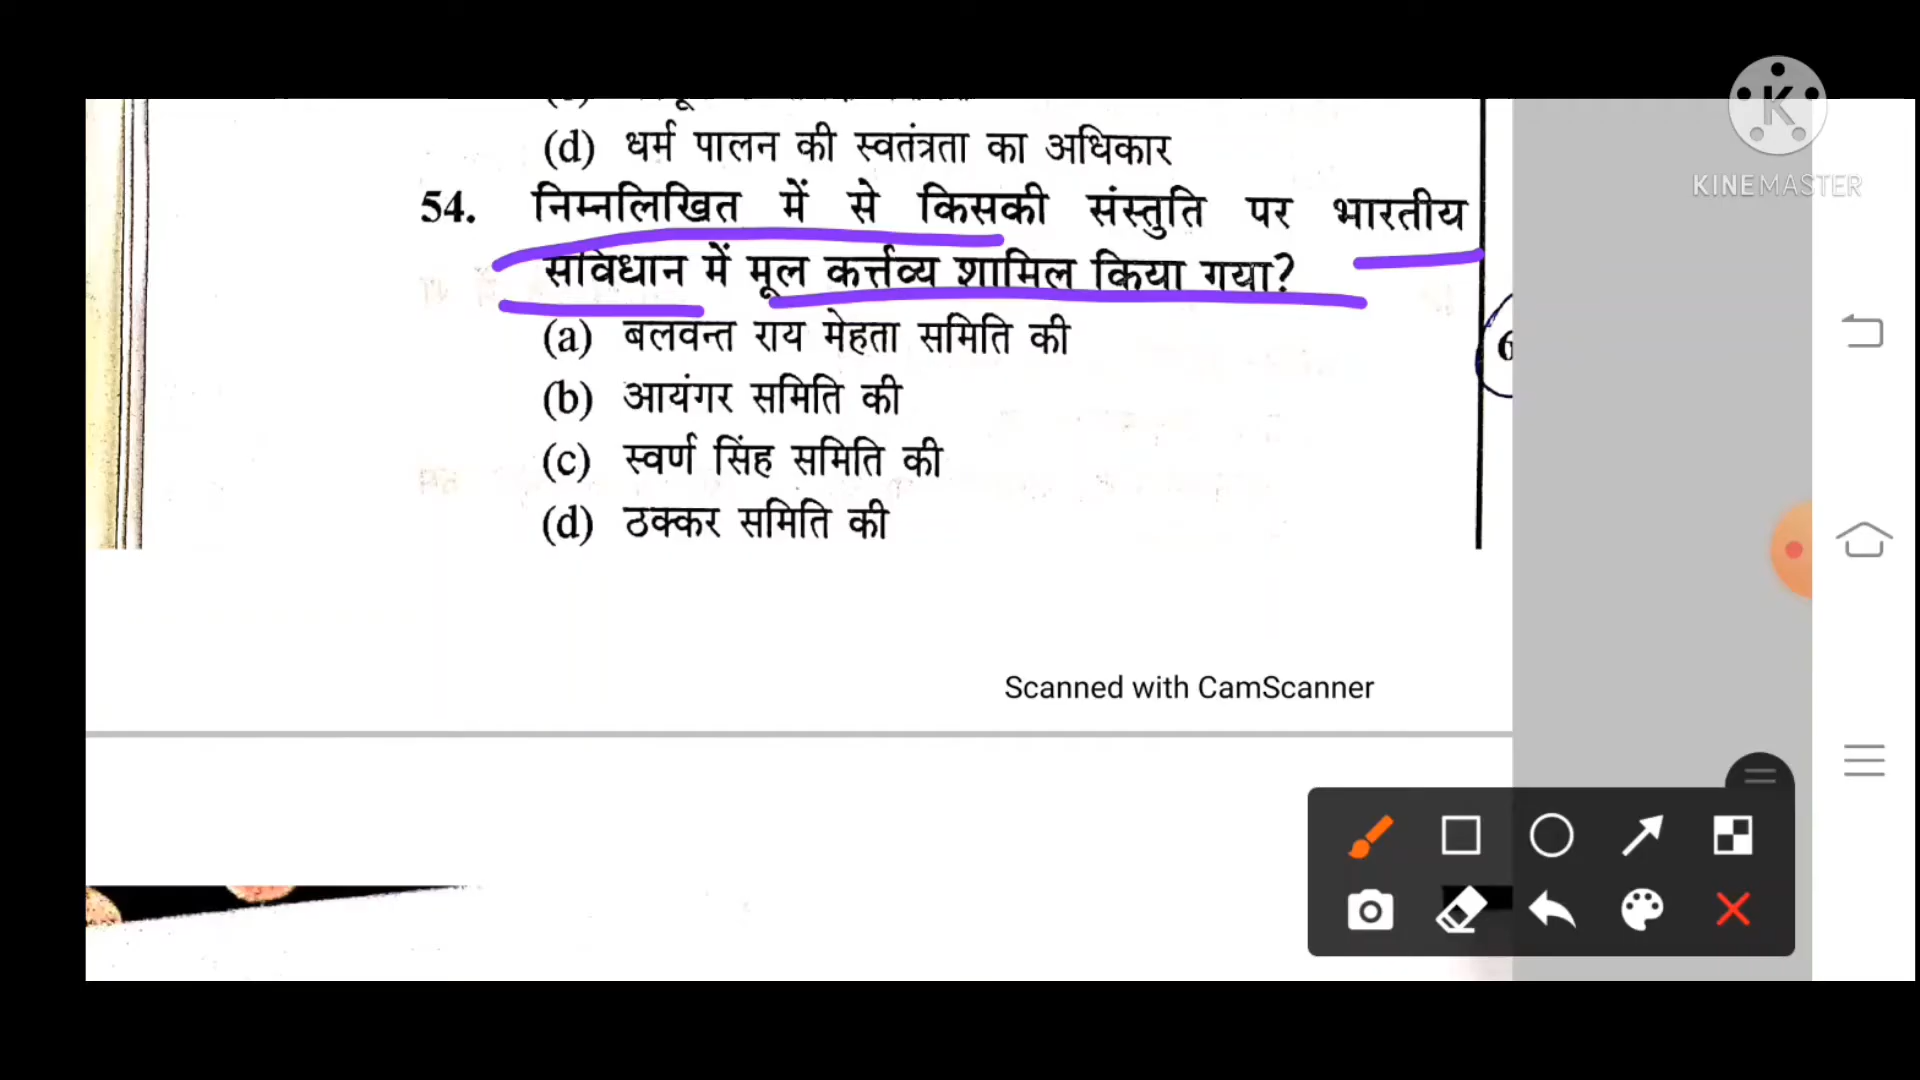 (d) धर्म पालन की स्वतंत्रता का अधिकार
54. निम्नलिखित में से किसकी संस्तुति पर भारतीय
संविधान में मूल कर्त्तव्य शामिल किया गया?
(a) बलवन्त राय मेहता समिति की
(b) आयंगर समिति की
(c) स्वर्ण सिंह समिति की
(d) ठक्कर समिति की
Scanned with CamScanner
K
KINEMASTER